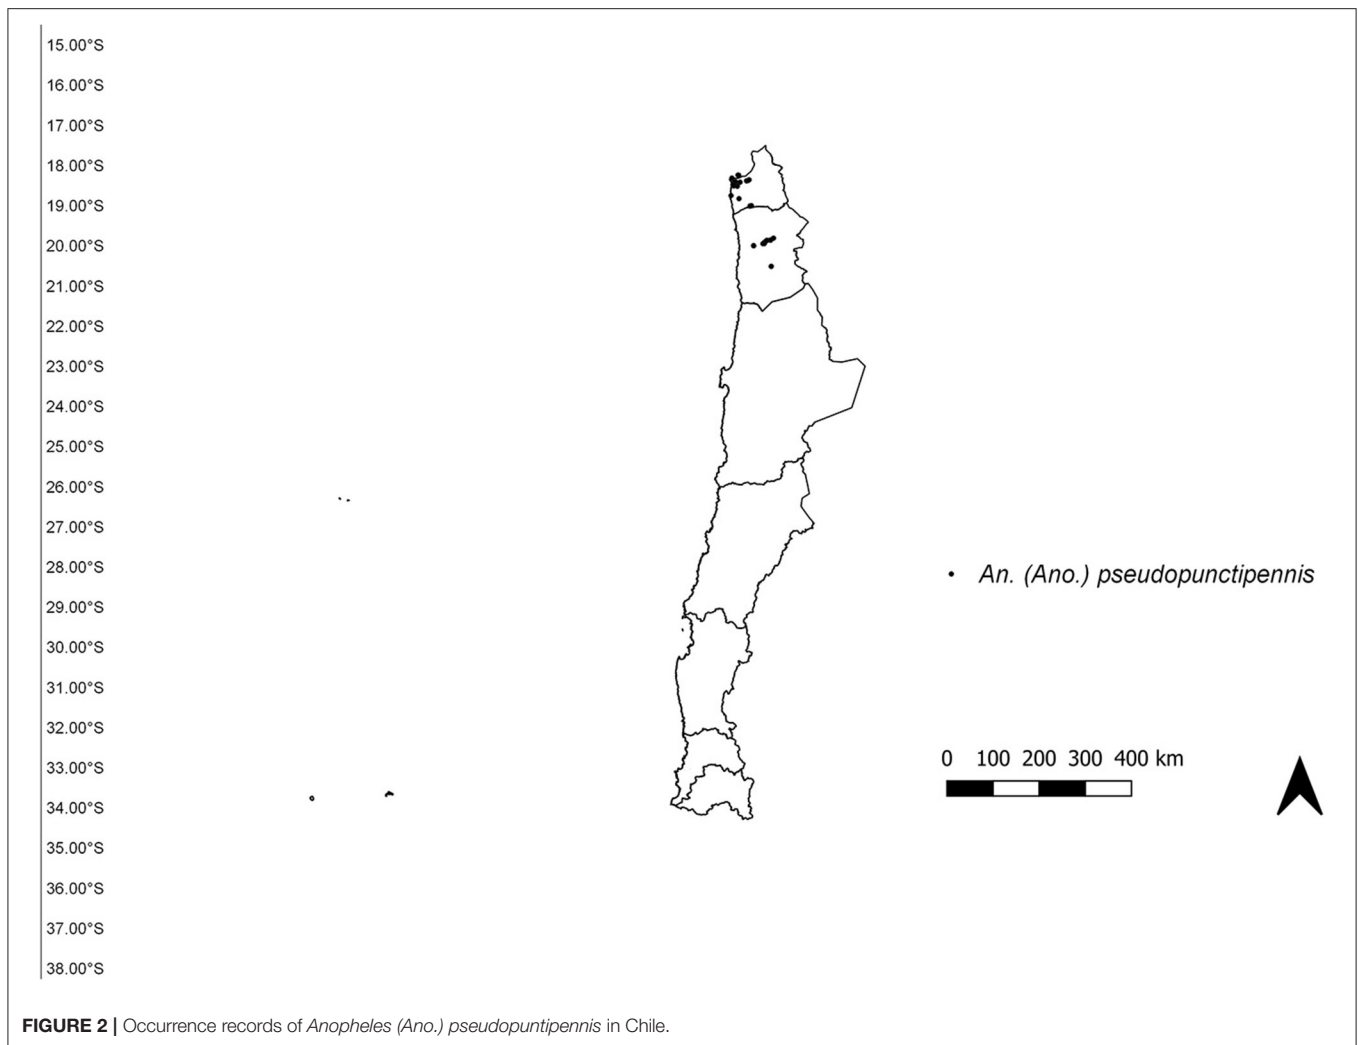 15.00°S
16.00°S
17.00°S
18.00°S
19.00°S
20.00°S
21.00°S
22.00°S
23.00°S
24.00°S
25.00°S
26.00°S
27.00°S
28.00°S
29.00°S
30.00°S
31.00°S
32.00°S
33.00°S
34.00°S
35.00°S
36.00°S
37.00°S
38.00°S
An. (Ano.) pseudopunctipennis
0 100 200 300 400 km
FIGURE 2 | Occurrence records of Anopheles (Ano.) pseudopuntipennis in Chile.